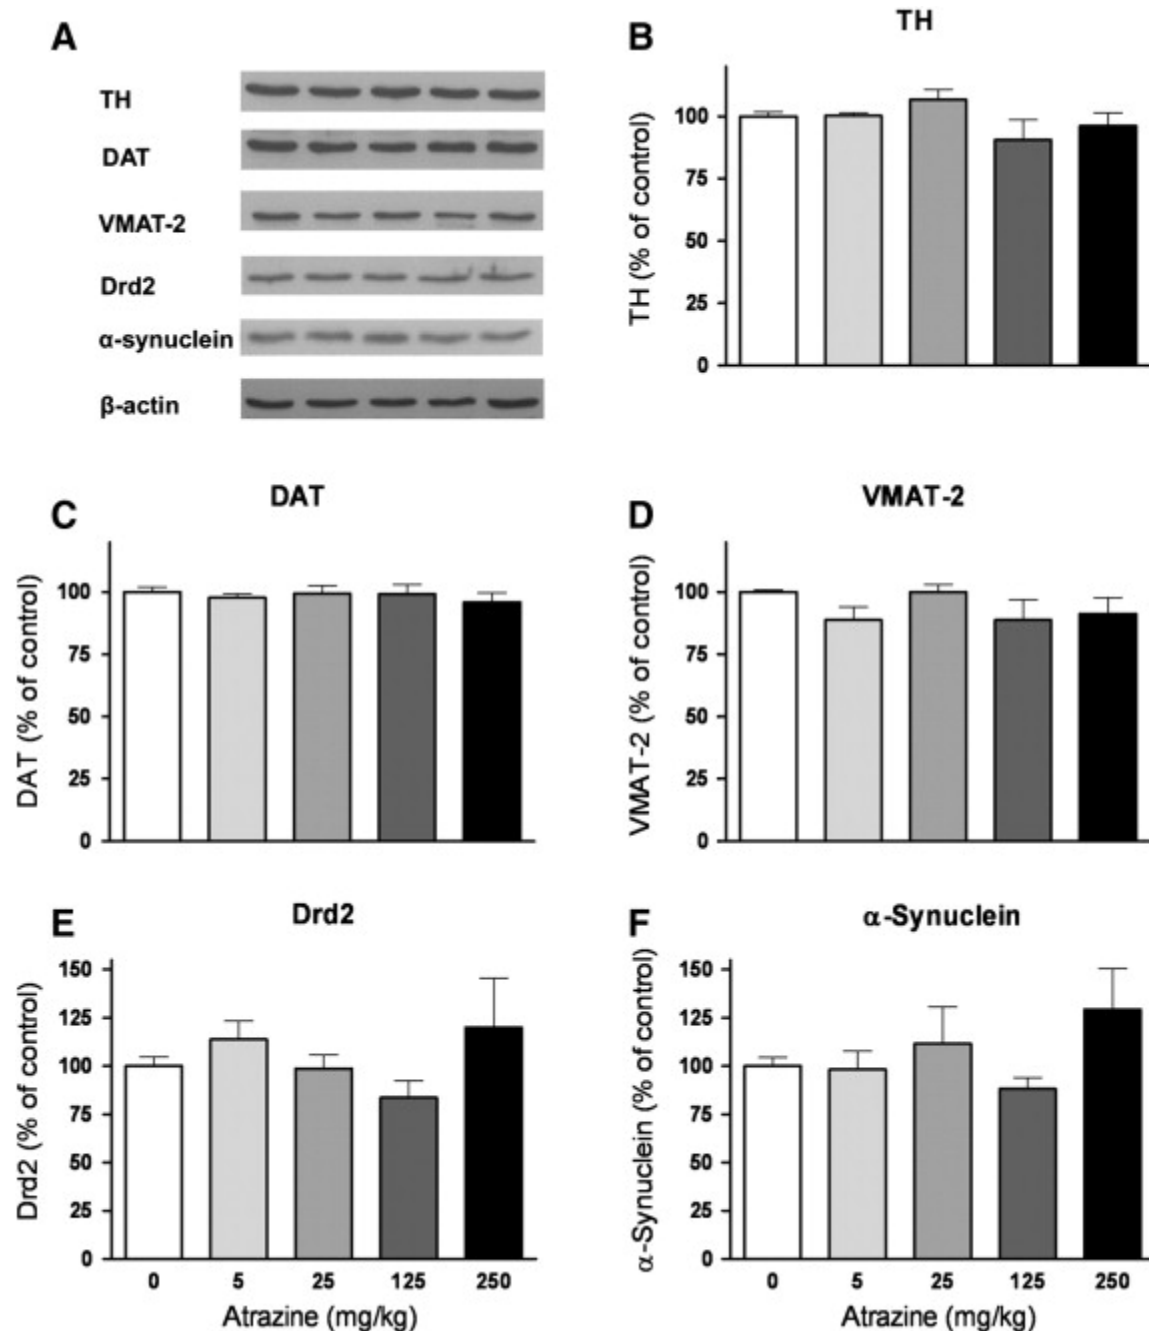 A
TH
DAT
VMAT-2
Drd2
α-synuclein
β-actin
B
TH
TH (% of control)
100
75
50
25
0
C
DAT
DAT (% of control)
100
75
50
25
0
D
VMAT-2
VMAT-2 (% of control)
100
75
50
25
0
E
Drd2
Drd2 (% of control)
150
125
100
75
50
25
0
0 5 25 125 250
Atrazine (mg/kg)
F
α-Synuclein
α-Synuclein (% of control)
150
125
100
75
50
25
0
0 5 25 125 250
Atrazine (mg/kg)